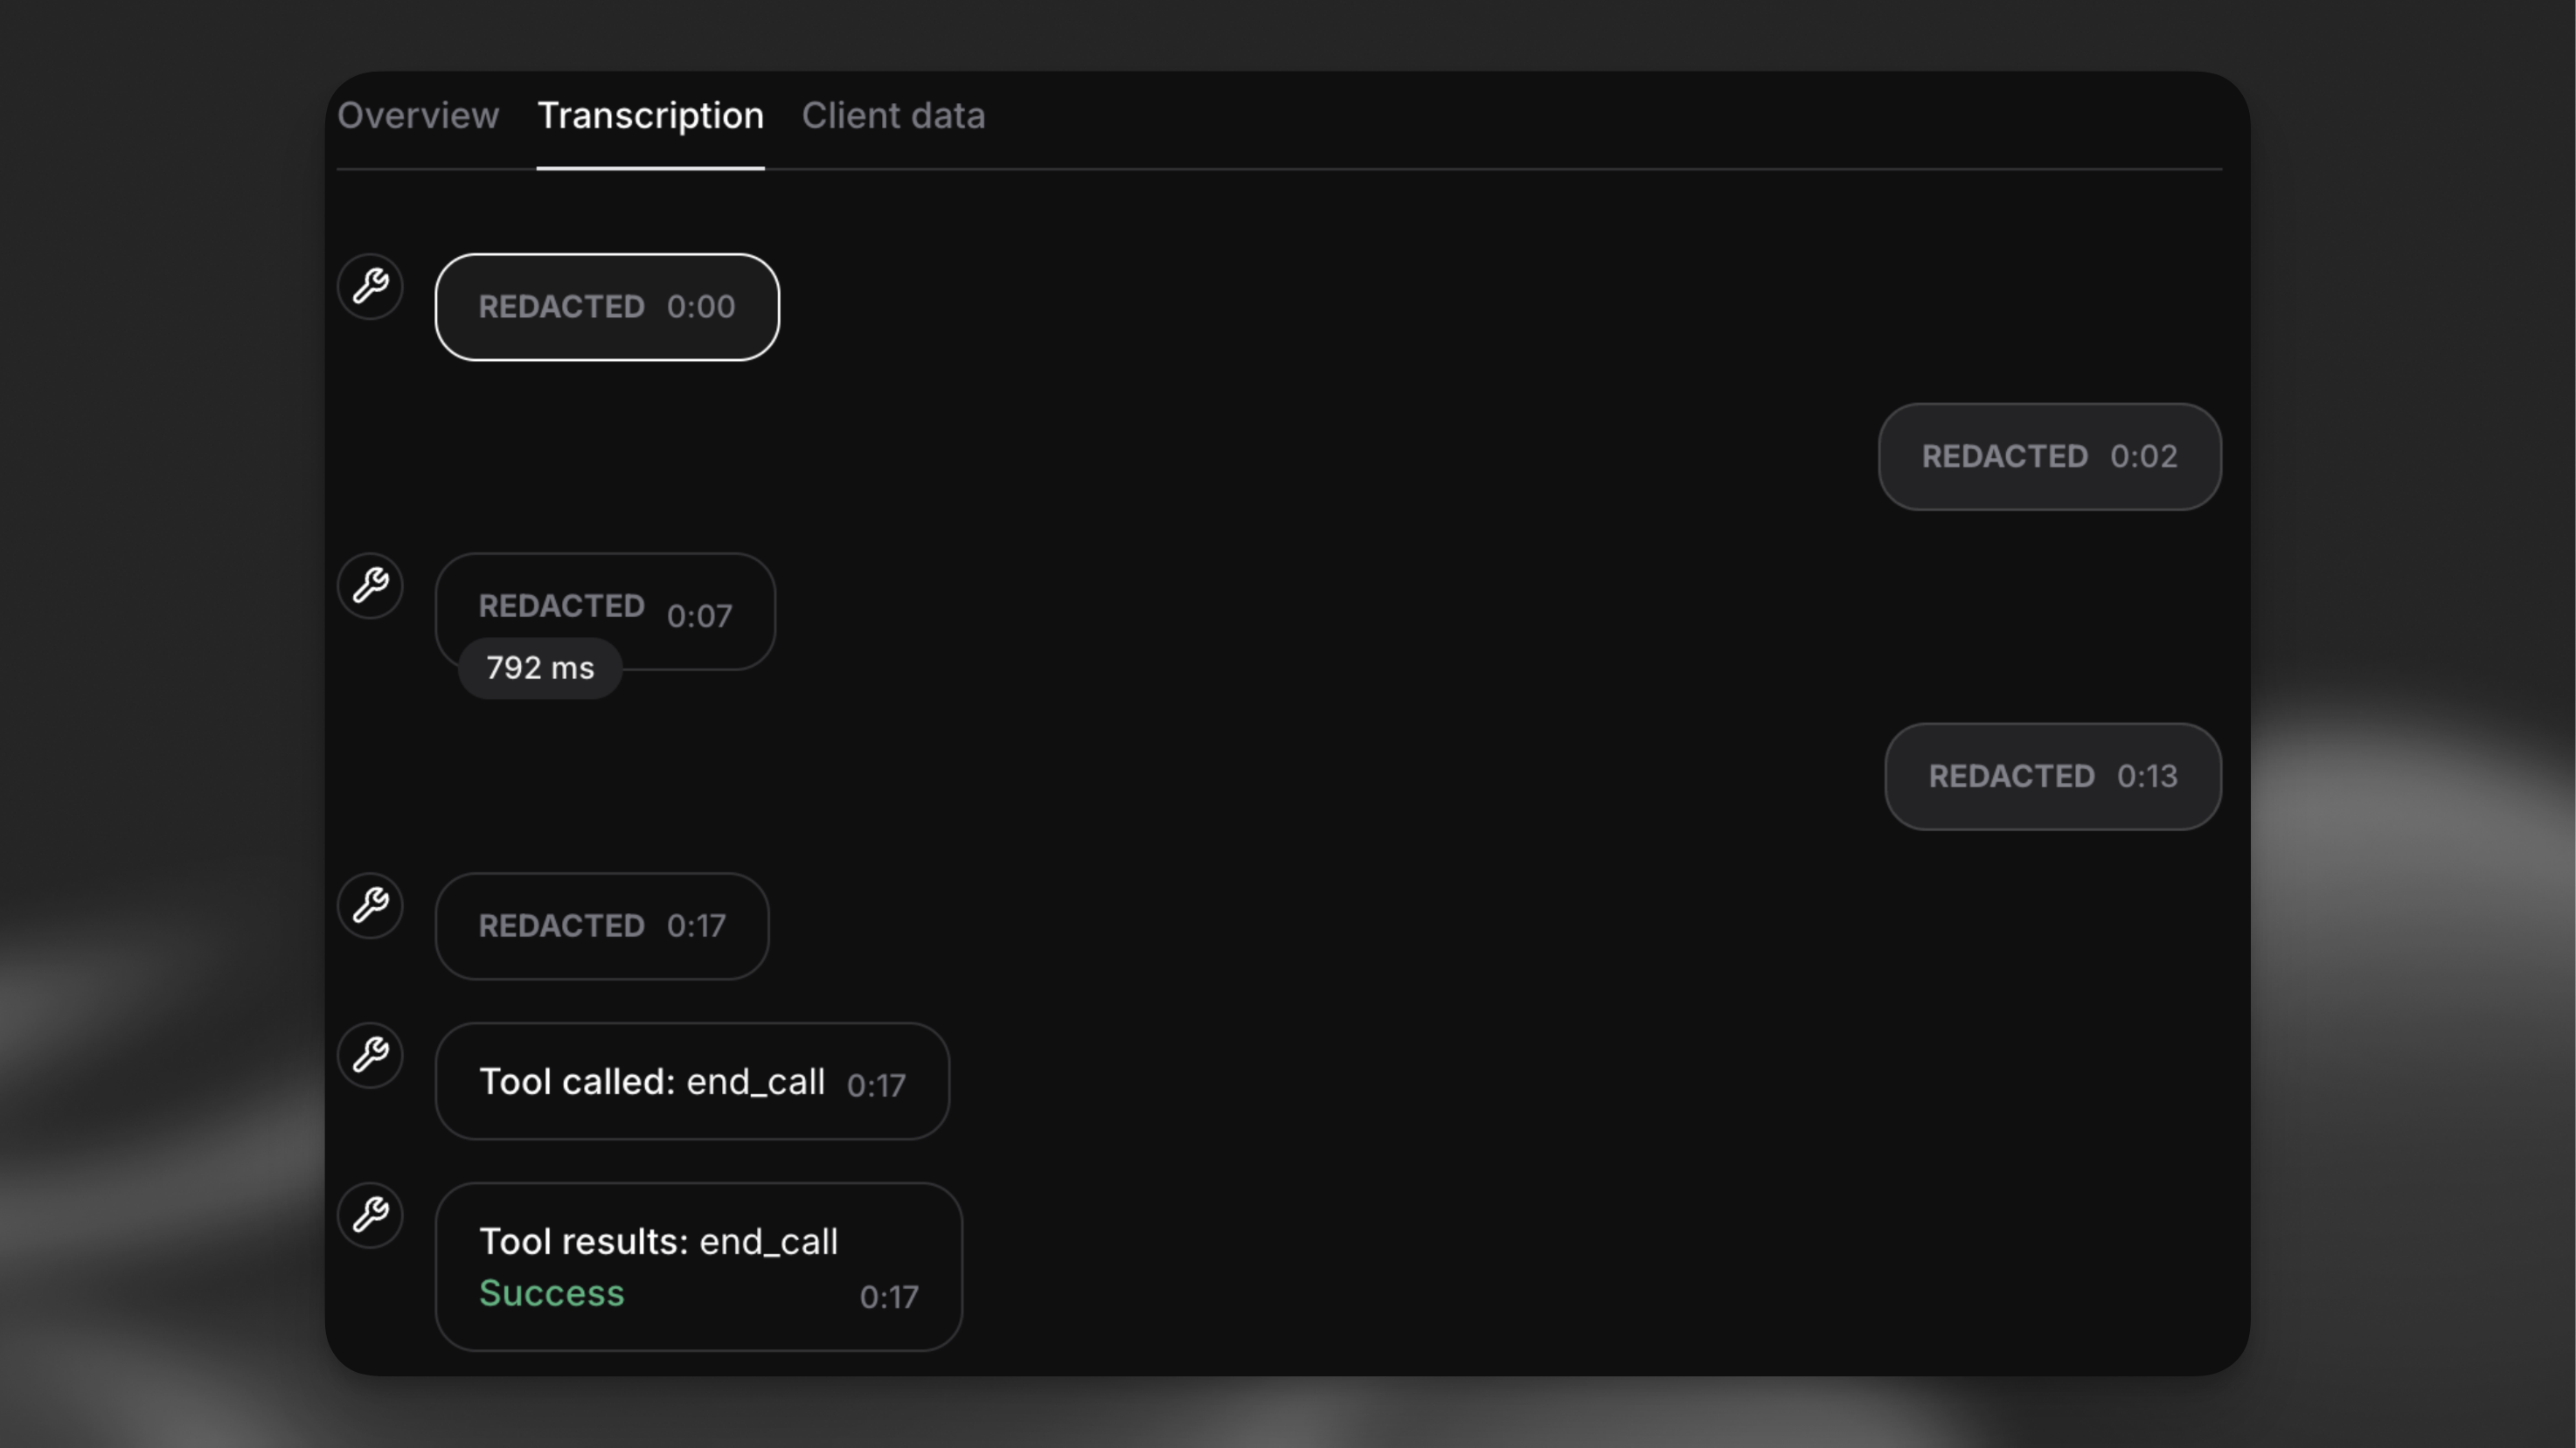 Overview Transcription Client data
REDACTED 0:00
REDACTED 0:02
REDACTED 0:07
792 ms
REDACTED 0:13
REDACTED 0:17
Tool called: end_call 0:17
Tool results: end_call
Success 0:17